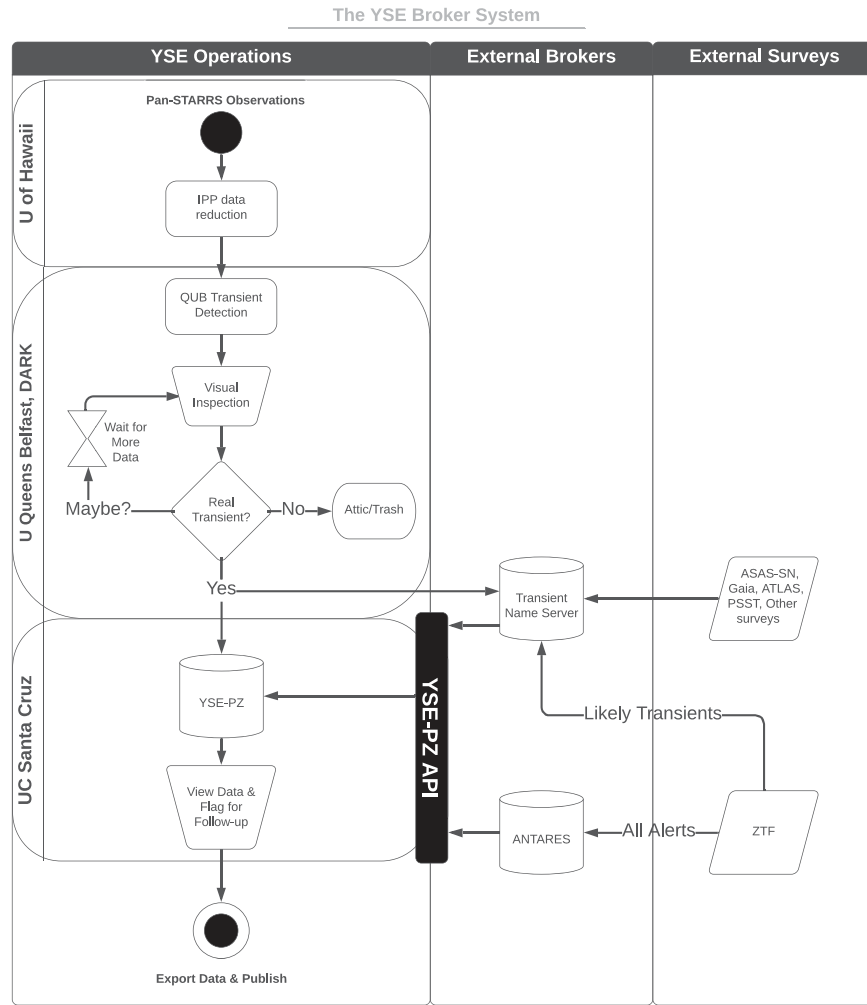 The YSE Broker System
YSE Operations
External Brokers
External Surveys
U of Hawaii
Pan-STARRS Observations
IPP data
reduction
U Queens Belfast, DARK
QUB Transient
Detection
Visual
Inspection
Wait for
More
Data
Maybe?
Real
Transient?
No
Attic/Trash
Yes
Transient
Name Server
ASAS-SN,
Gaia, ATLAS,
PSST, Other
surveys
UC Santa Cruz
YSE-PZ
YSE-PZ API
Likely Transients
View Data &
Flag for
Follow-up
ANTARES
All Alerts
ZTF
Export Data & Publish